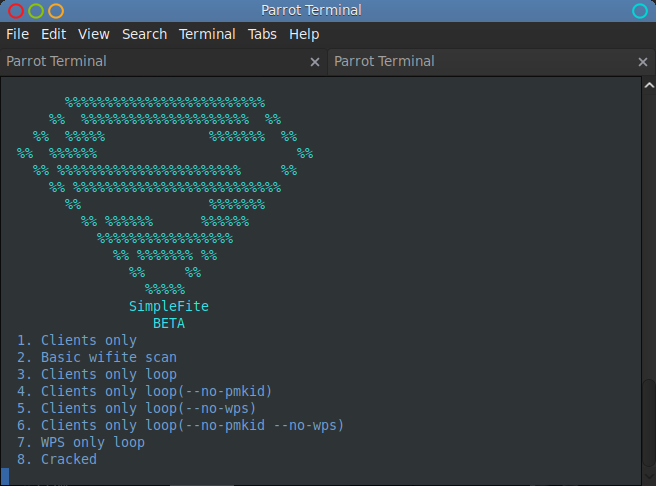 Parrot Terminal
File Edit View Search Terminal Tabs Help
Parrot Terminal × Parrot Terminal ×
%%%%%%%%%%%%%%%%%%%%%%%%%
%% %%%%%%%%%%%%%%%%%%%%% %%
%% %%%%% %%%%%%% %%
%% %%%%%% %%
%% %%%%%%%%%%%%%%%%%%%%%%% %%
%% %%%%%%%%%%%%%%%%%%%%%%%%%%
%% %%%%%%%
%% %%%%%% %%%%%%
%%%%%%%%%%%%%%%%%
%% %%%%%%% %%
%% %%
%%%%%
SimpleFite
BETA
1. Clients only
2. Basic wifite scan
3. Clients only loop
4. Clients only loop(--no-pmkid)
5. Clients only loop(--no-wps)
6. Clients only loop(--no-pmkid --no-wps)
7. WPS only loop
8. Cracked